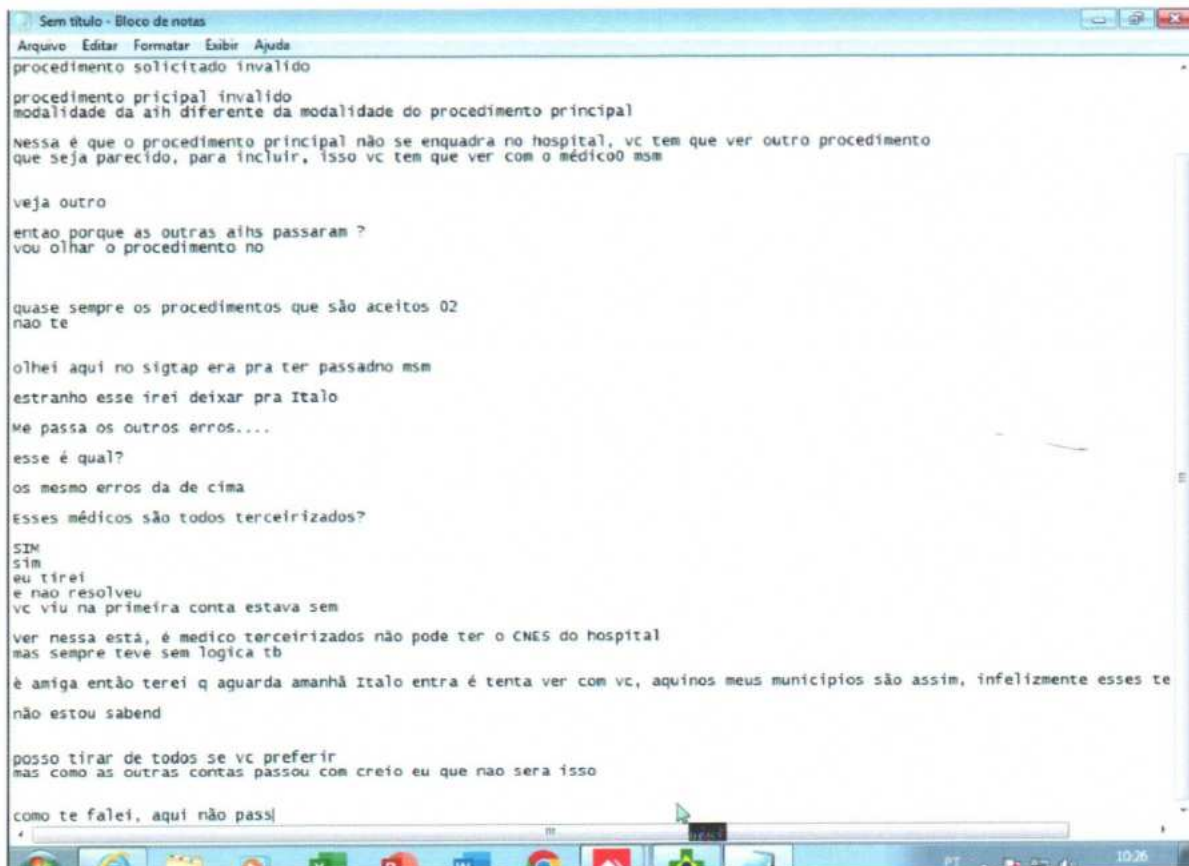 Sem título - Bloco de notas
Arquivo Editar Formatar Exibir Ajuda
procedimento solicitado invalido
procedimento pricipal invalido
modalidade da aih diferente da modalidade do procedimento principal
Nessa é que o procedimento principal não se enquadra no hospital, vc tem que ver outro procedimento
que seja parecido, para incluir, isso vc tem que ver com o médico0 msm
veja outro
entao porque as outras aihs passaram ?
vou olhar o procedimento no
quase sempre os procedimentos que são aceitos 02
nao te
olhei aqui no sigtap era pra ter passadno msm
estranho esse irei deixar pra Italo
Me passa os outros erros....
esse é qual?
os mesmo erros da de cima
Esses médicos são todos terceirizados?
SIM
sim
eu tirei
e nao resolveu
vc viu na primeira conta estava sem
ver nessa está, é medico terceirizados não pode ter o CNES do hospital
mas sempre teve sem logica tb
è amiga então terei q aguarda amanhã Italo entra é tenta ver com vc, aquinos meus municipios são assim, infelizmente esses te
não estou sabend
posso tirar de todos se vc preferir
mas como as outras contas passou com creio eu que nao sera isso
como te falei, aqui não pass
PT
10:26